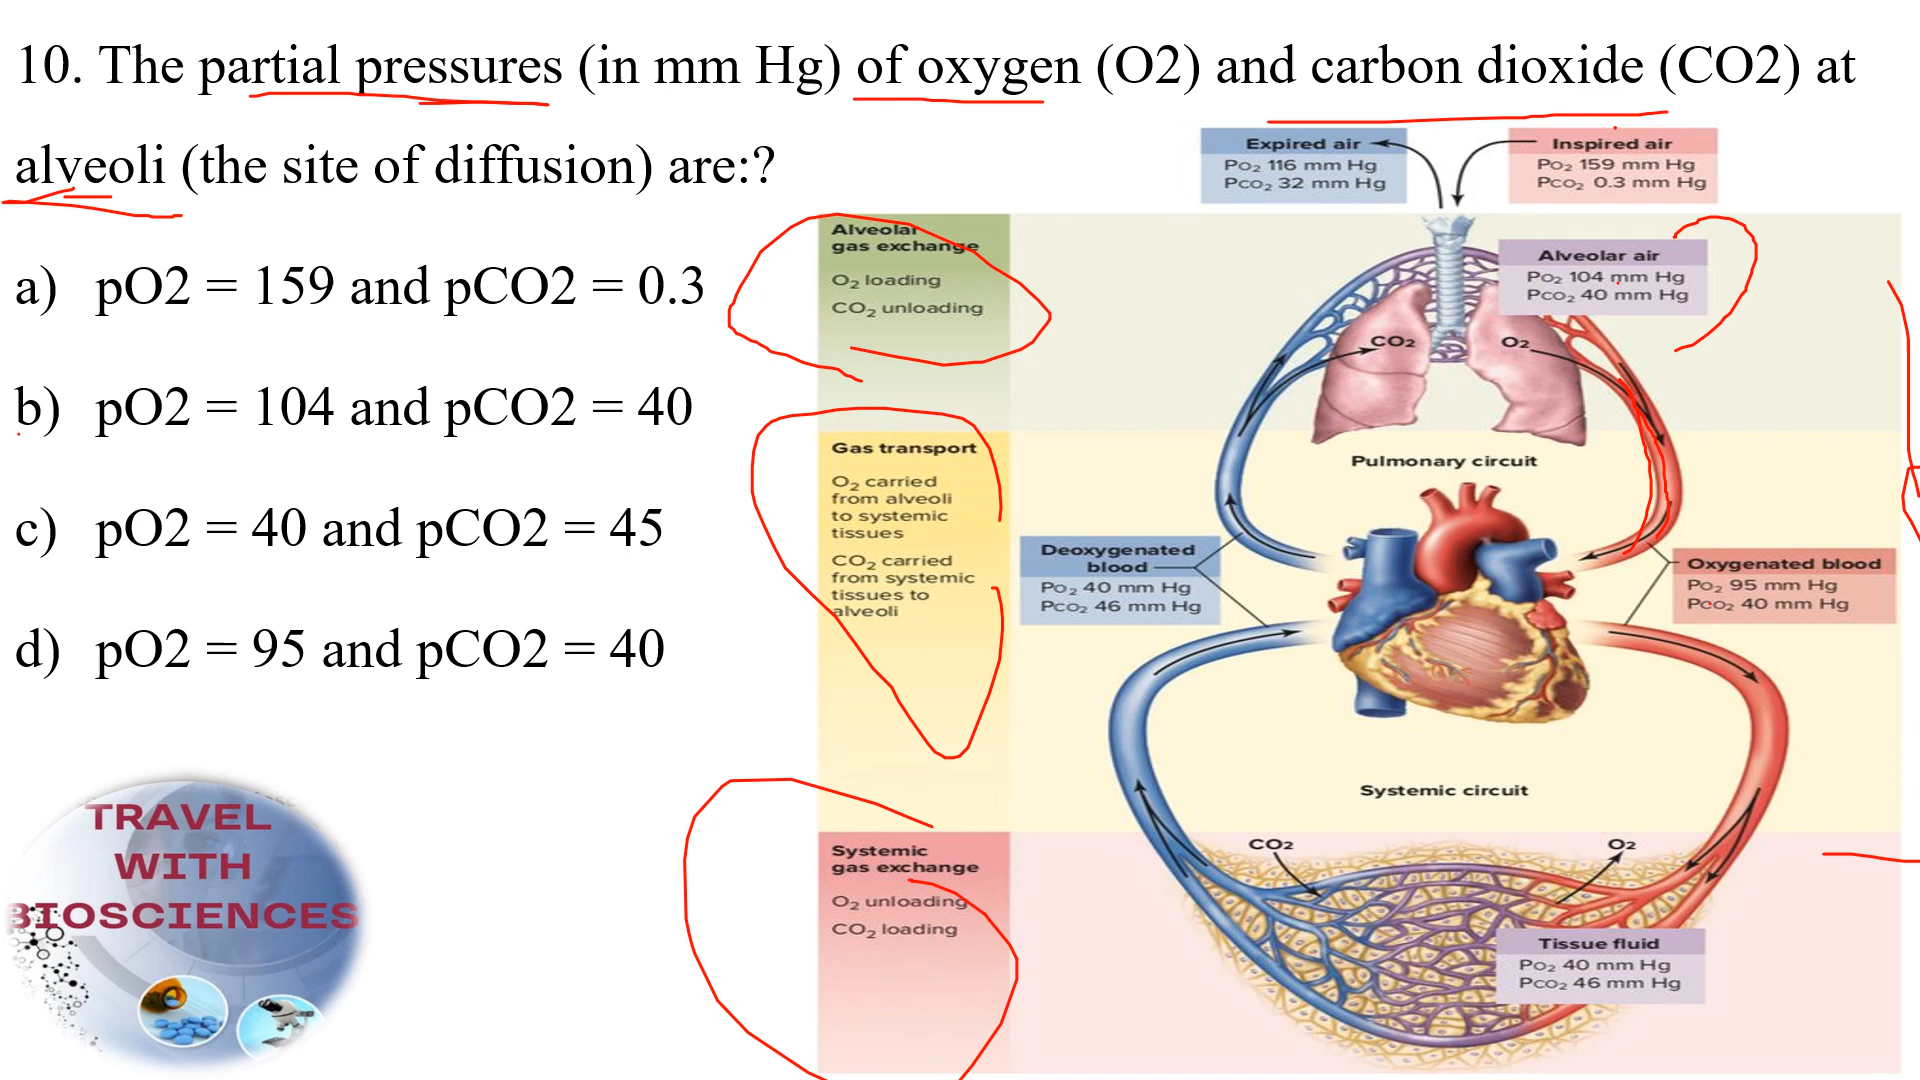 10. The partial pressures (in mm Hg) of oxygen (O2) and carbon dioxide (CO2) at
alveoli (the site of diffusion) are:?
a) pO2 = 159 and pCO2 = 0.3
b) pO2 = 104 and pCO2 = 40
c) pO2 = 40 and pCO2 = 45
d) pO2 = 95 and pCO2 = 40
Expired air
PO₂ 116 mm Hg
PCO₂ 32 mm Hg
Inspired air
PO₂ 159 mm Hg
PCO₂ 0.3 mm Hg
Alveolar
gas exchange
O₂ loading
CO₂ unloading
Alveolar air
PO₂ 104 mm Hg
PCO₂ 40 mm Hg
CO2
O2
Pulmonary circuit
Gas transport
O₂ carried
from alveoli
to systemic
tissues
CO₂ carried
from systemic
tissues to
alveoli
Deoxygenated
blood
PO₂ 40 mm Hg
PCO₂ 46 mm Hg
Oxygenated blood
PO₂ 95 mm Hg
PCO₂ 40 mm Hg
Systemic circuit
Systemic
gas exchange
O₂ unloading
CO₂ loading
CO2
O2
Tissue fluid
PO₂ 40 mm Hg
PCO₂ 46 mm Hg
TRAVEL
WITH
BIOSCIENCES